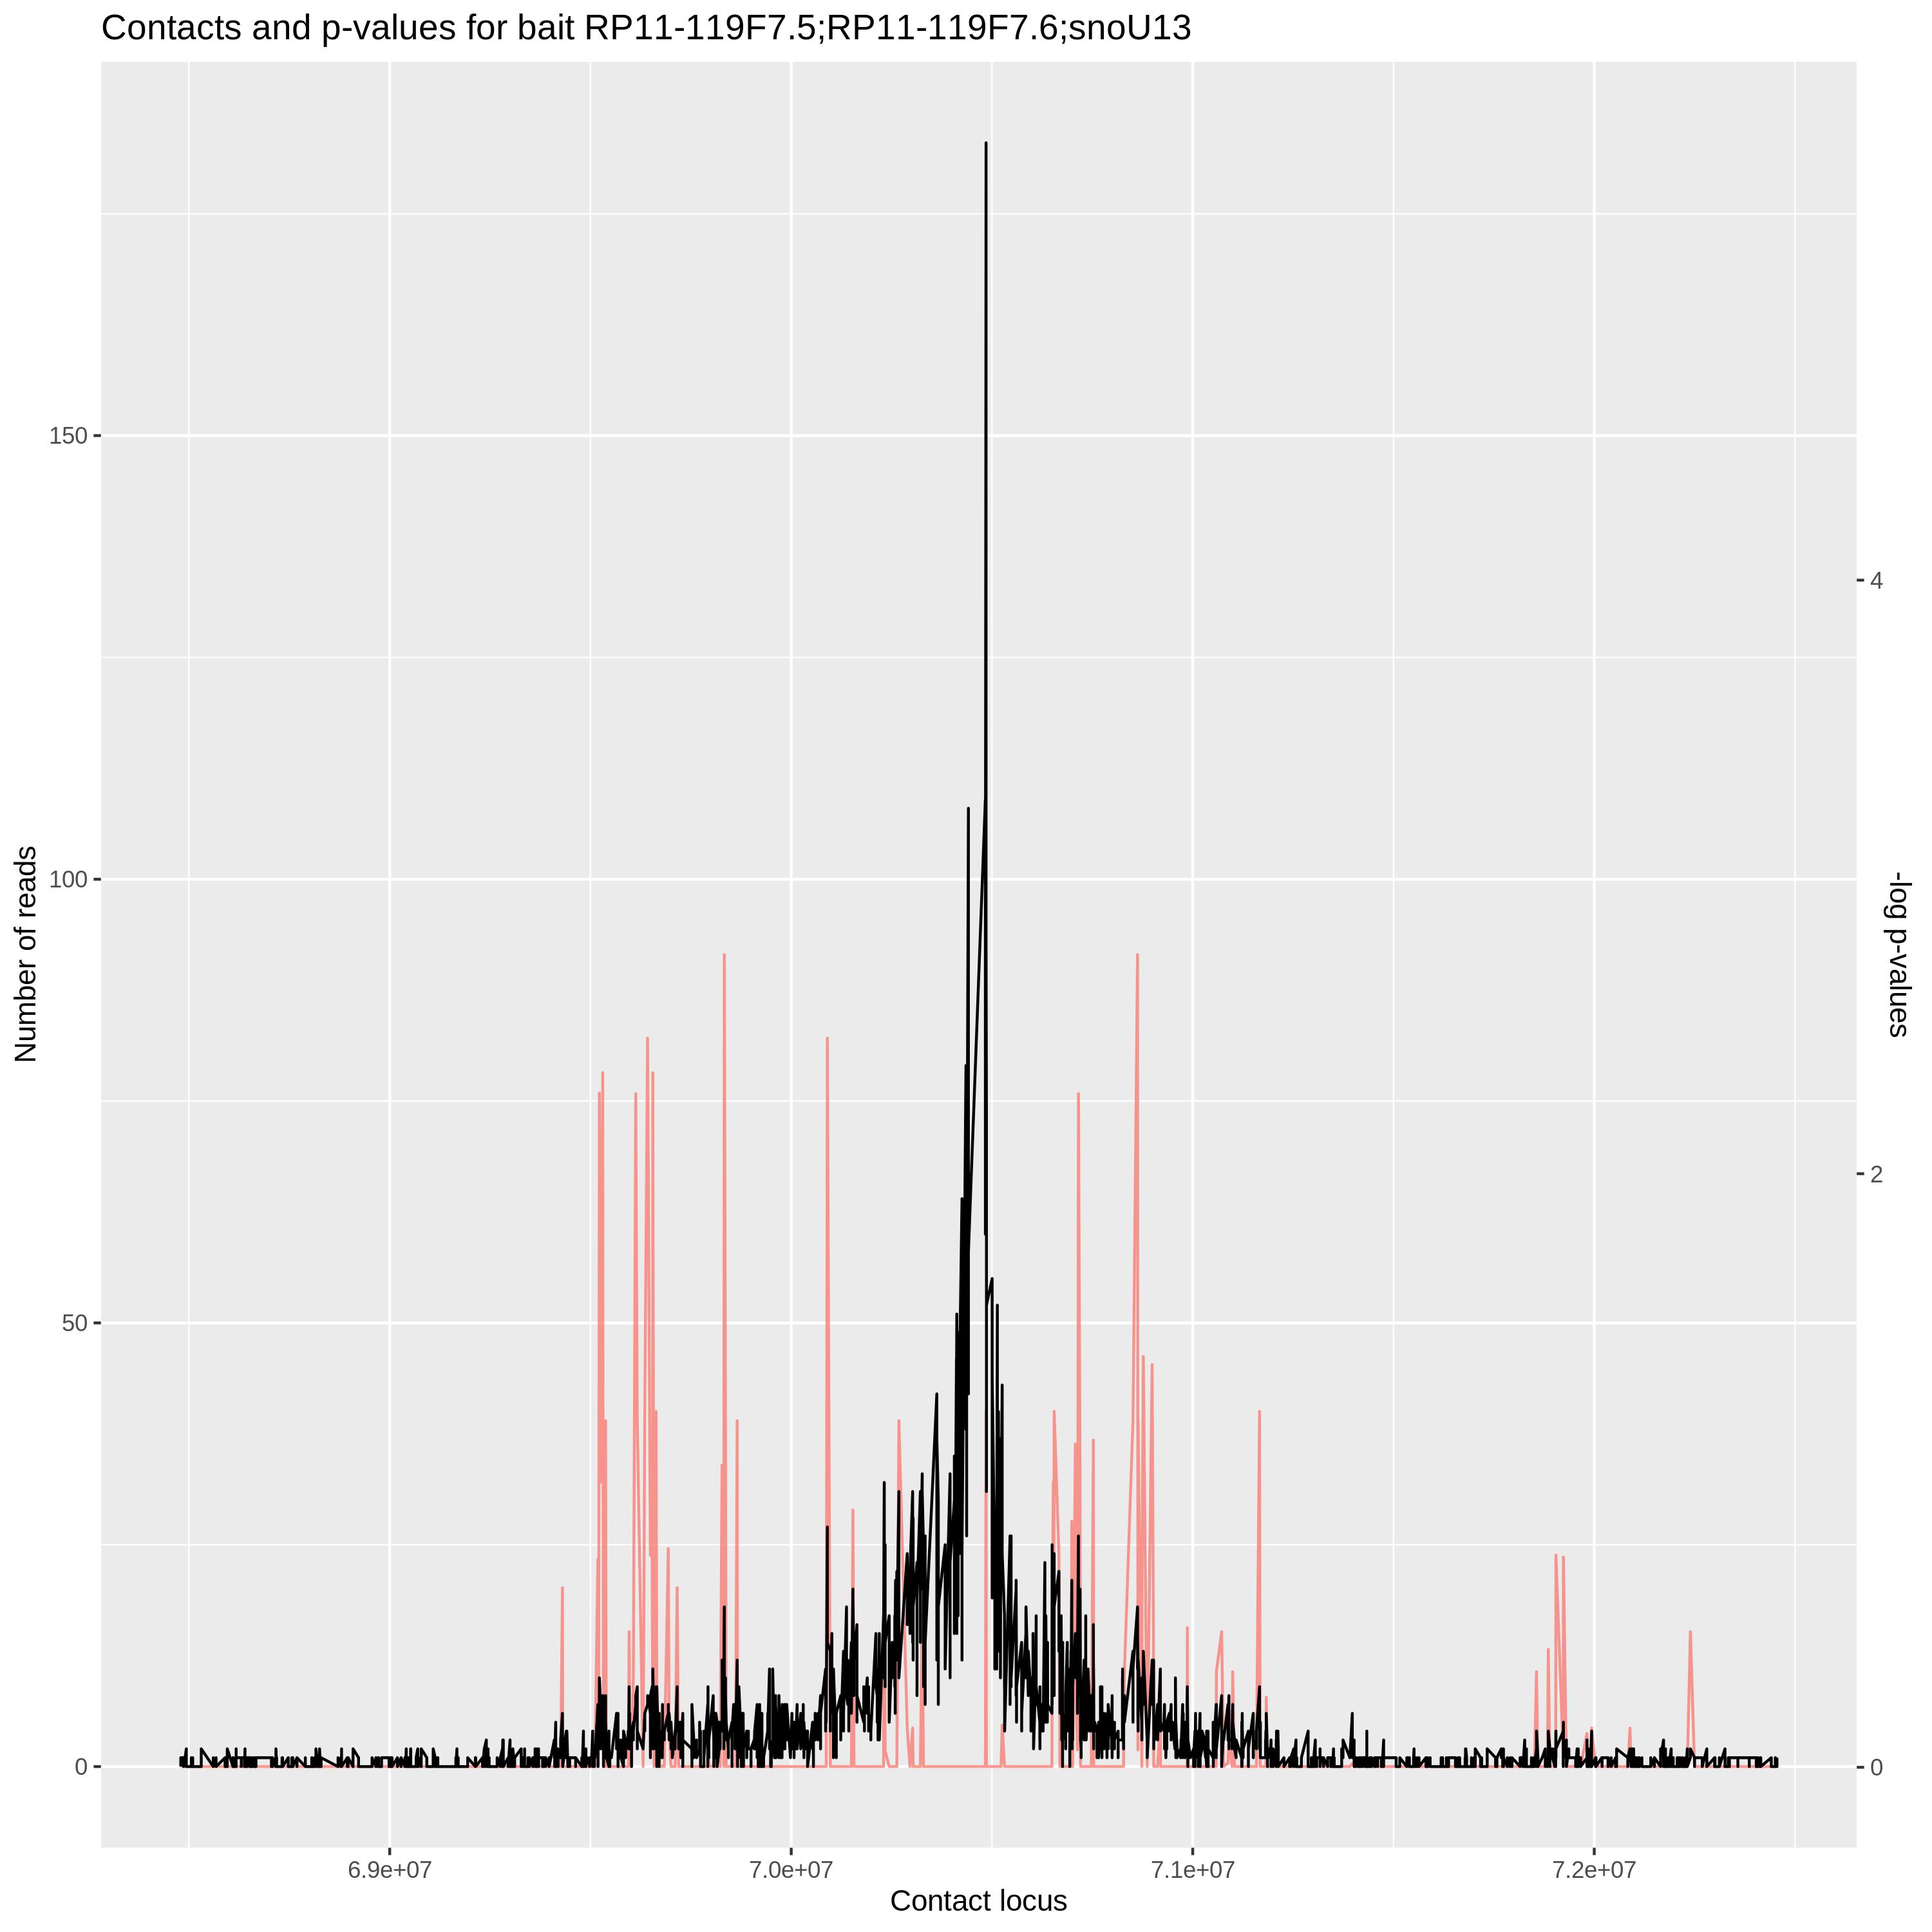 Contacts and p-values for bait RP11-119F7.5;RP11-119F7.6;snoU13
Number of reads
150
100
50
0
4
2
0
-log p-values
6.9e+07
7.0e+07
7.1e+07
7.2e+07
Contact locus